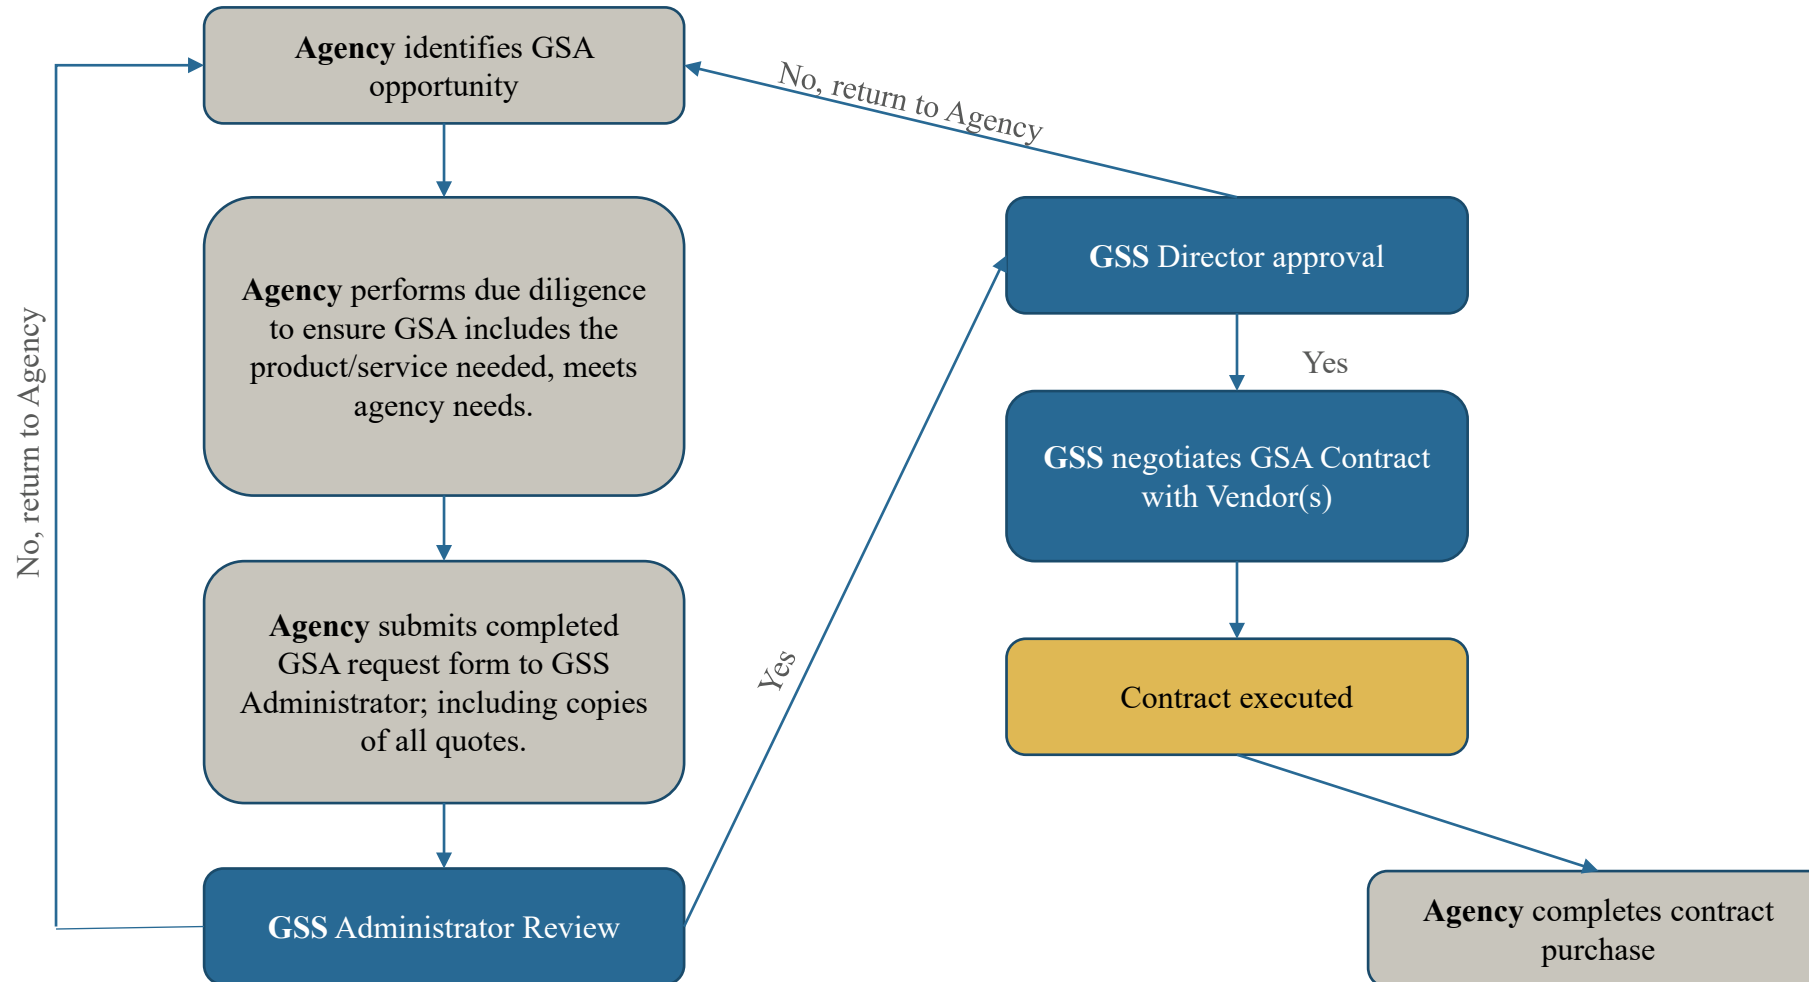 Agency identifies GSA
opportunity
Agency performs due diligence
to ensure GSA includes the
product/service needed, meets
agency needs.
Agency submits completed
GSA request form to GSS
Administrator; including copies
of all quotes.
GSS Administrator Review
No, return to Agency
Yes
No, return to Agency
GSS Director approval
Yes
GSS negotiates GSA Contract
with Vendor(s)
Contract executed
Agency completes contract
purchase